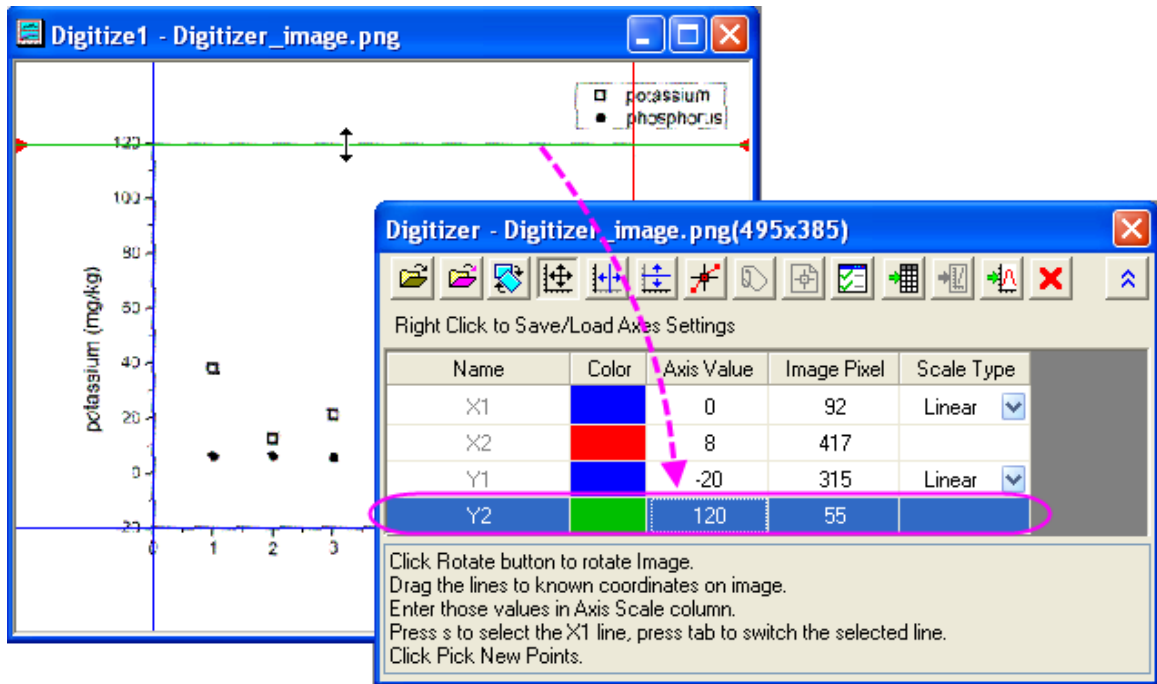 Digitize1 - Digitizer_image.png
potassium
phosphorus
120
100
80
60
40
20
0
-20
potassium (mg/kg)
0 1 2 3
Digitizer - Digitizer_image.png(495x385)
Right Click to Save/Load Axes Settings
Name Color Axis Value Image Pixel Scale Type
X1 0 92 Linear
X2 8 417
Y1 -20 315 Linear
Y2 120 55
Click Rotate button to rotate Image.
Drag the lines to known coordinates on image.
Enter those values in Axis Scale column.
Press s to select the X1 line, press tab to switch the selected line.
Click Pick New Points.